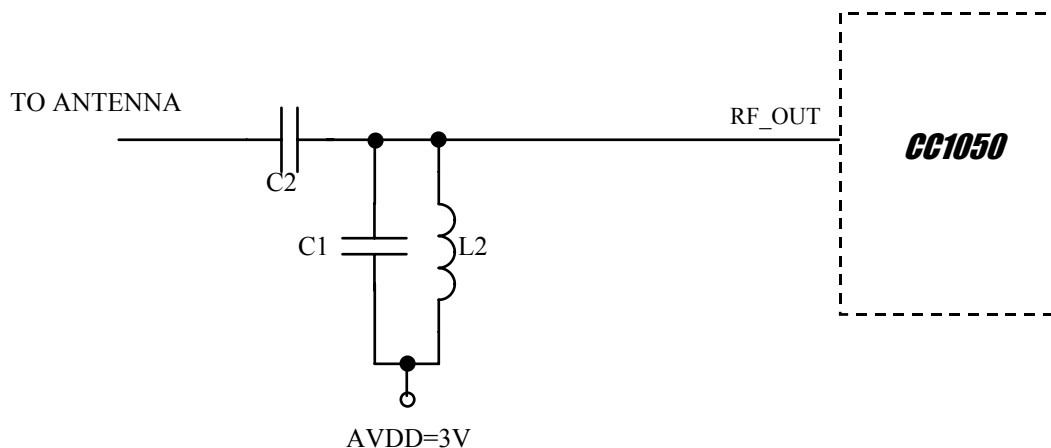 TO ANTENNA
RF_OUT
CC1050
C2
C1
L2
AVDD=3V